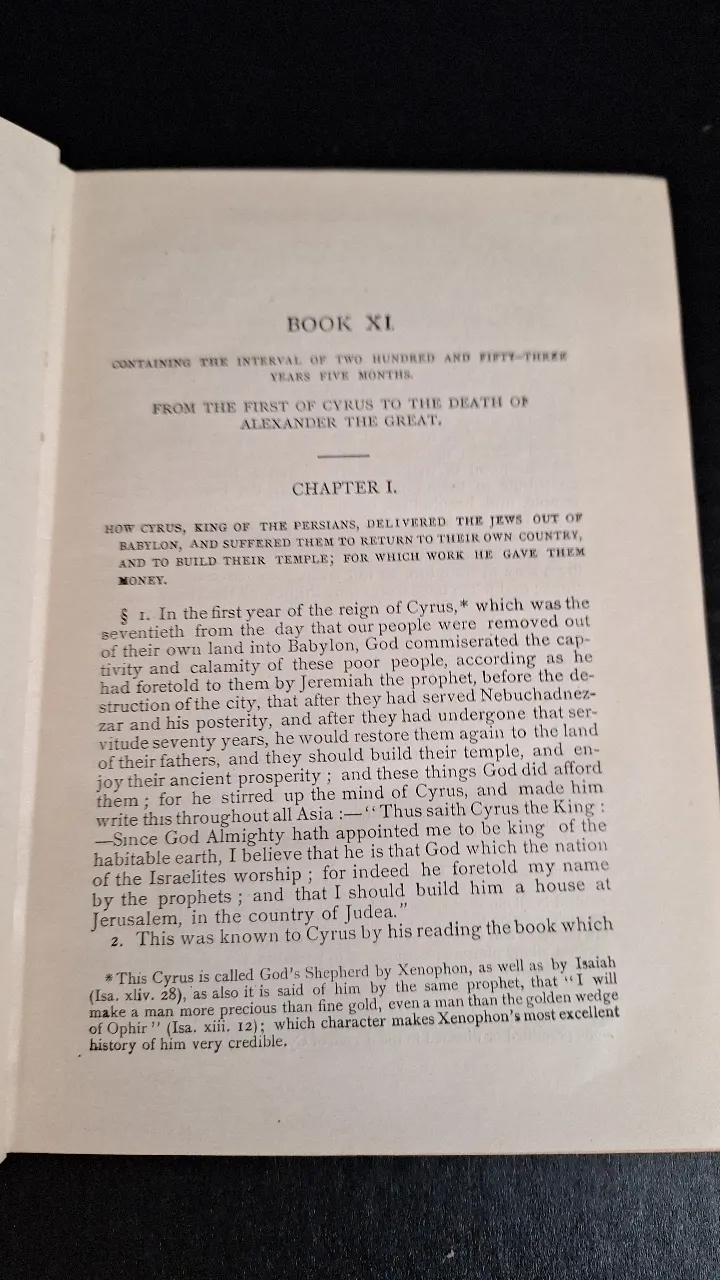 BOOK XI.
CONTAINING THE INTERVAL OF TWO HUNDRED AND FIFTY-THREE
YEARS FIVE MONTHS.
FROM THE FIRST OF CYRUS TO THE DEATH OF
ALEXANDER THE GREAT.
CHAPTER I.
HOW CYRUS, KING OF THE PERSIANS, DELIVERED THE JEWS OUT OF
BABYLON, AND SUFFERED THEM TO RETURN TO THEIR OWN COUNTRY,
AND TO BUILD THEIR TEMPLE; FOR WHICH WORK HE GAVE THEM
MONEY.
§ 1. In the first year of the reign of Cyrus,* which was the
seventieth from the day that our people were removed out
of their own land into Babylon, God commiserated the cap-
tivity and calamity of these poor people, according as he
had foretold to them by Jeremiah the prophet, before the de-
struction of the city, that after they had served Nebuchadnez-
zar and his posterity, and after they had undergone that ser-
vitude seventy years, he would restore them again to the land
of their fathers, and they should build their temple, and en-
joy their ancient prosperity ; and these things God did afford
them ; for he stirred up the mind of Cyrus, and made him
write this throughout all Asia :—“Thus saith Cyrus the King :
—Since God Almighty hath appointed me to be king of the
habitable earth, I believe that he is that God which the nation
of the Israelites worship ; for indeed he foretold my name
by the prophets ; and that I should build him a house at
Jerusalem, in the country of Judea.”
2. This was known to Cyrus by his reading the book which
*This Cyrus is called God's Shepherd by Xenophon, as well as by Isaiah
(Isa. xliv. 28), as also it is said of him by the same prophet, that “I will
make a man more precious than fine gold, even a man than the golden wedge
of Ophir” (Isa. xiii. 12); which character makes Xenophon's most excellent
history of him very credible.